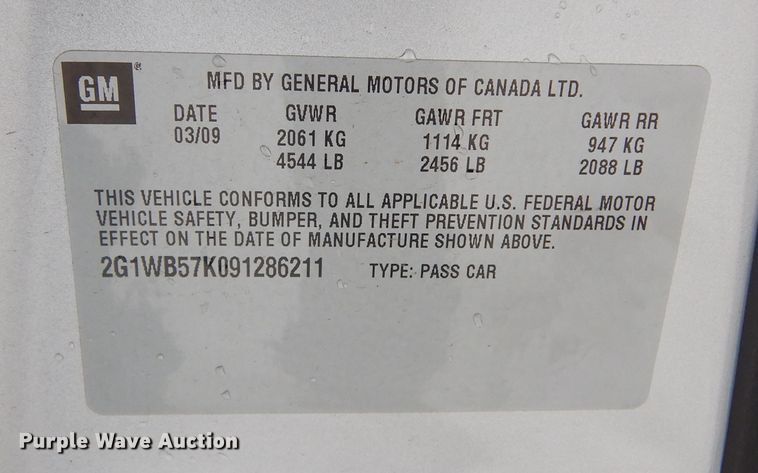 GM ®
MFD BY GENERAL MOTORS OF CANADA LTD.
DATE GVWR GAWR FRT GAWR RR
03/09 2061 KG 1114 KG 947 KG
4544 LB 2456 LB 2088 LB
THIS VEHICLE CONFORMS TO ALL APPLICABLE U.S. FEDERAL MOTOR
VEHICLE SAFETY, BUMPER, AND THEFT PREVENTION STANDARDS IN
EFFECT ON THE DATE OF MANUFACTURE SHOWN ABOVE.
2G1WB57K091286211 TYPE: PASS CAR
Purple Wave Auction